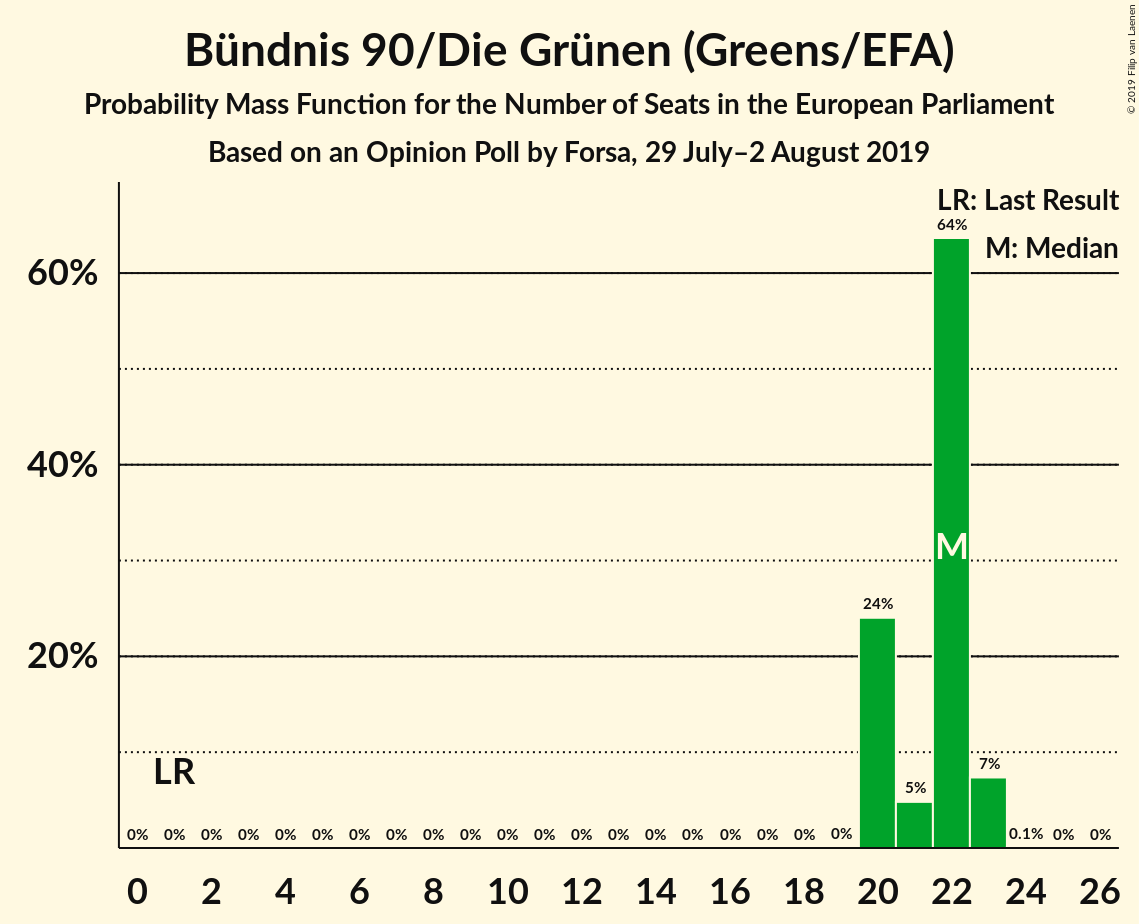 Bündnis 90/Die Grünen (Greens/EFA)
Probability Mass Function for the Number of Seats in the European Parliament
Based on an Opinion Poll by Forsa, 29 July–2 August 2019
© 2019 Filip van Laenen
LR: Last Result
64%
M: Median
60%
40%
M
24%
20%
LR
7%
5%
0% 0% 0% 0% 0% 0% 0% 0% 0% 0% 0% 0% 0% 0% 0% 0% 0% 0% 0% 0% 0.1% 0% 0%
0 2 4 6 8 10 12 14 16 18 20 22 24 26